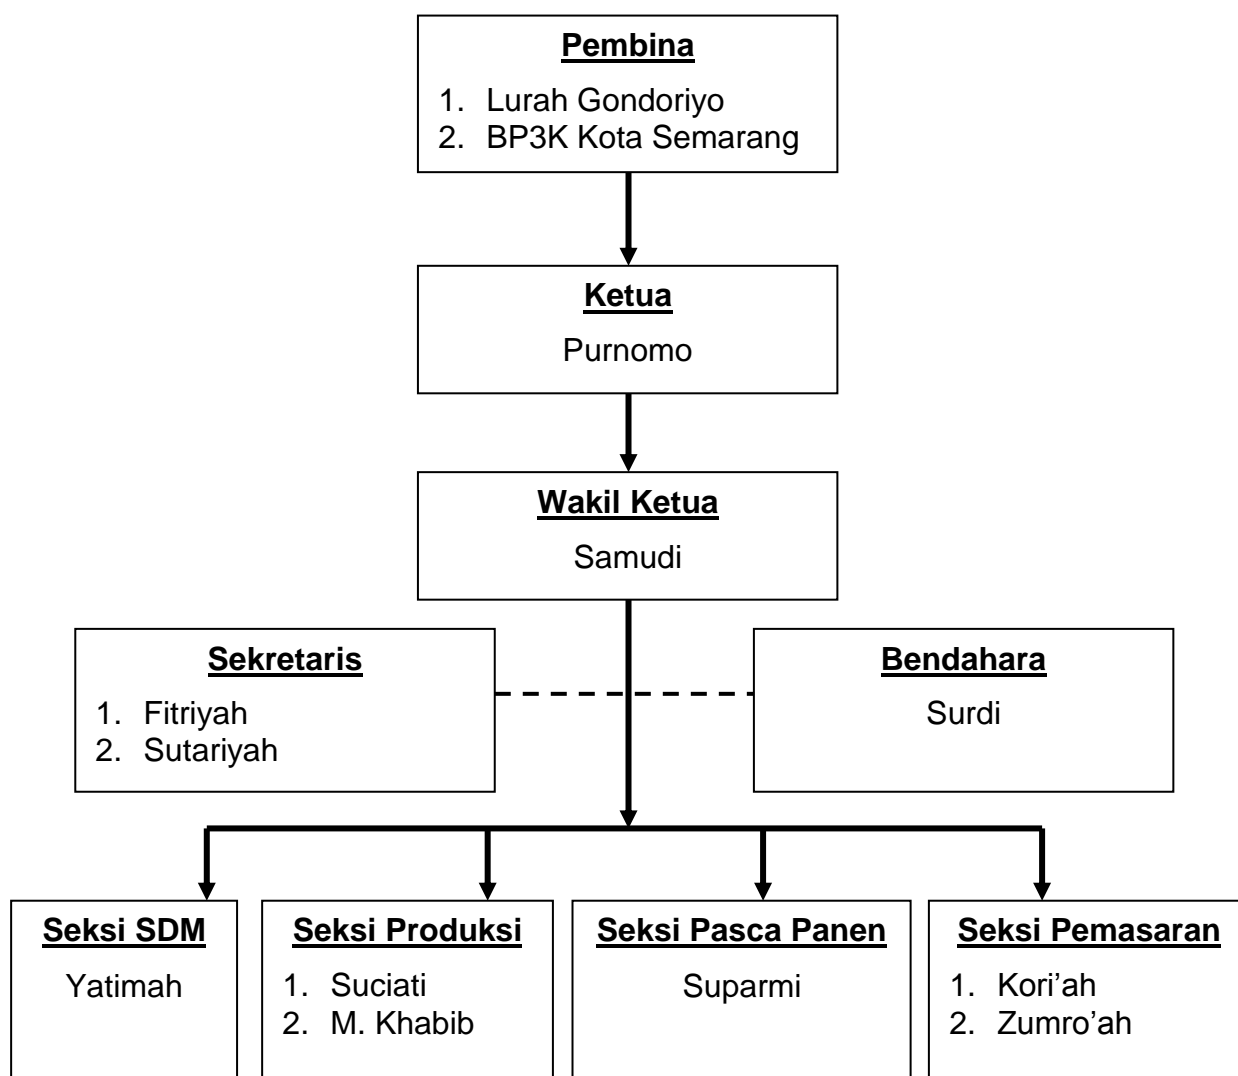 Pembina
1. Lurah Gondoriyo
2. BP3K Kota Semarang
Ketua
Purnomo
Wakil Ketua
Samudi
Sekretaris
1. Fitriyah
2. Sutariyah
Bendahara
Surdi
Seksi SDM
Yatimah
Seksi Produksi
1. Suciati
2. M. Khabib
Seksi Pasca Panen
Suparmi
Seksi Pemasaran
1. Kori’ah
2. Zumro’ah